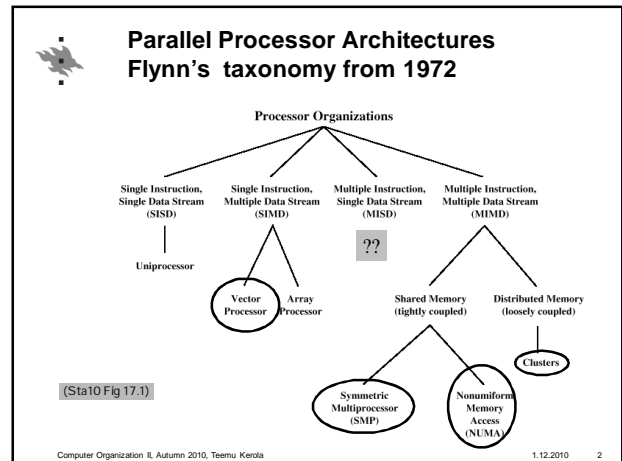 Parallel Processor Architectures
Flynn's taxonomy from 1972
Processor Organizations
Single Instruction,
Single Data Stream
(SISD)
Single Instruction,
Multiple Data Stream
(SIMD)
Multiple Instruction,
Single Data Stream
(MISD)
Multiple Instruction,
Multiple Data Stream
(MIMD)
??
Uniprocessor
Vector
Processor
Array
Processor
Shared Memory
(tightly coupled)
Distributed Memory
(loosely coupled)
Clusters
(Sta10 Fig 17.1)
Symmetric
Multiprocessor
(SMP)
Nonuniform
Memory
Access
(NUMA)
Computer Organization II, Autumn 2010, Teemu Kerola
1.12.2010
2